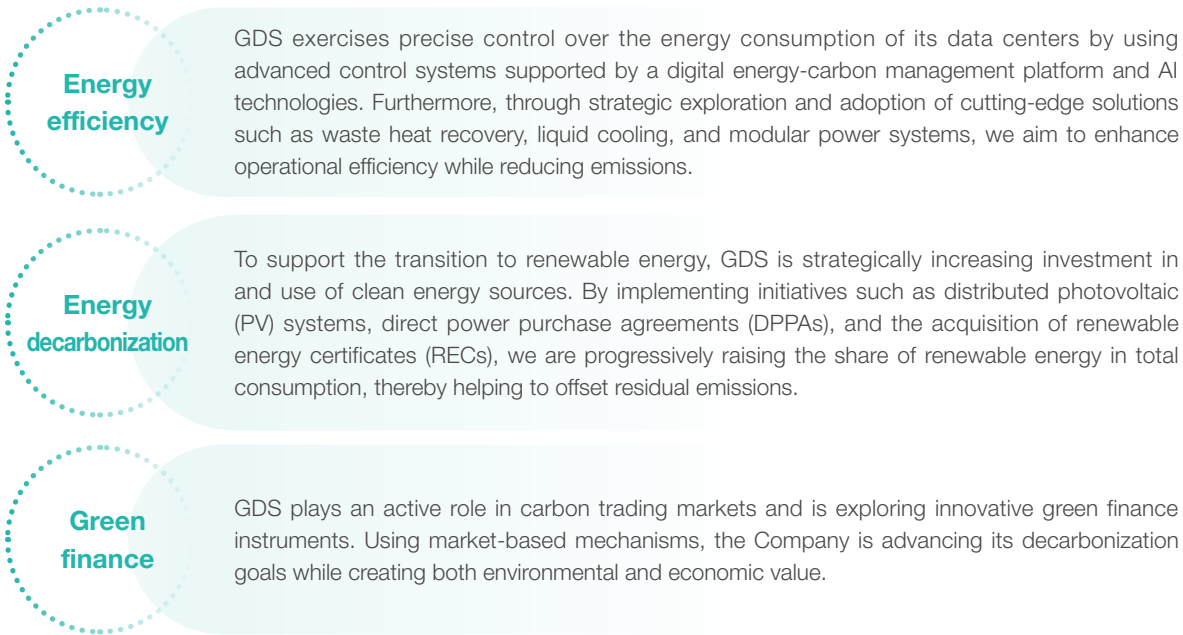 Energy
efficiency
GDS exercises precise control over the energy consumption of its data centers by using
advanced control systems supported by a digital energy-carbon management platform and AI
technologies. Furthermore, through strategic exploration and adoption of cutting-edge solutions
such as waste heat recovery, liquid cooling, and modular power systems, we aim to enhance
operational efficiency while reducing emissions.
Energy
decarbonization
To support the transition to renewable energy, GDS is strategically increasing investment in
and use of clean energy sources. By implementing initiatives such as distributed photovoltaic
(PV) systems, direct power purchase agreements (DPPAs), and the acquisition of renewable
energy certificates (RECs), we are progressively raising the share of renewable energy in total
consumption, thereby helping to offset residual emissions.
Green
finance
GDS plays an active role in carbon trading markets and is exploring innovative green finance
instruments. Using market-based mechanisms, the Company is advancing its decarbonization
goals while creating both environmental and economic value.